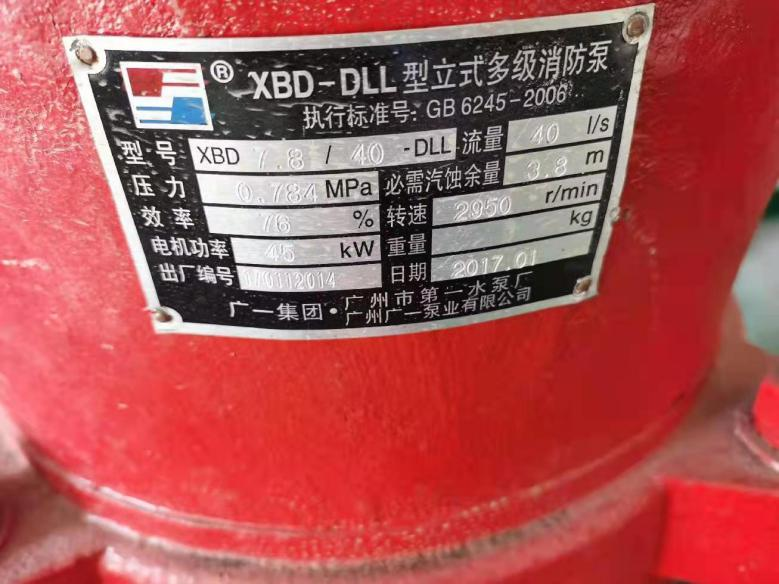 ® XBD-DLL型立式多级消防泵
执行标准号: GB 6245-2006
型号 XBD 7.8 / 40 -DLL 流量 40 l/s
压力 0.784 MPa 必需汽蚀余量 3.8 m
效率 76 % 转速 2950 r/min
电机功率 45 kW 重量 kg
出厂编号 170112014 日期 2017.01
广一集团·广州市第一水泵厂
广州广一泵业有限公司